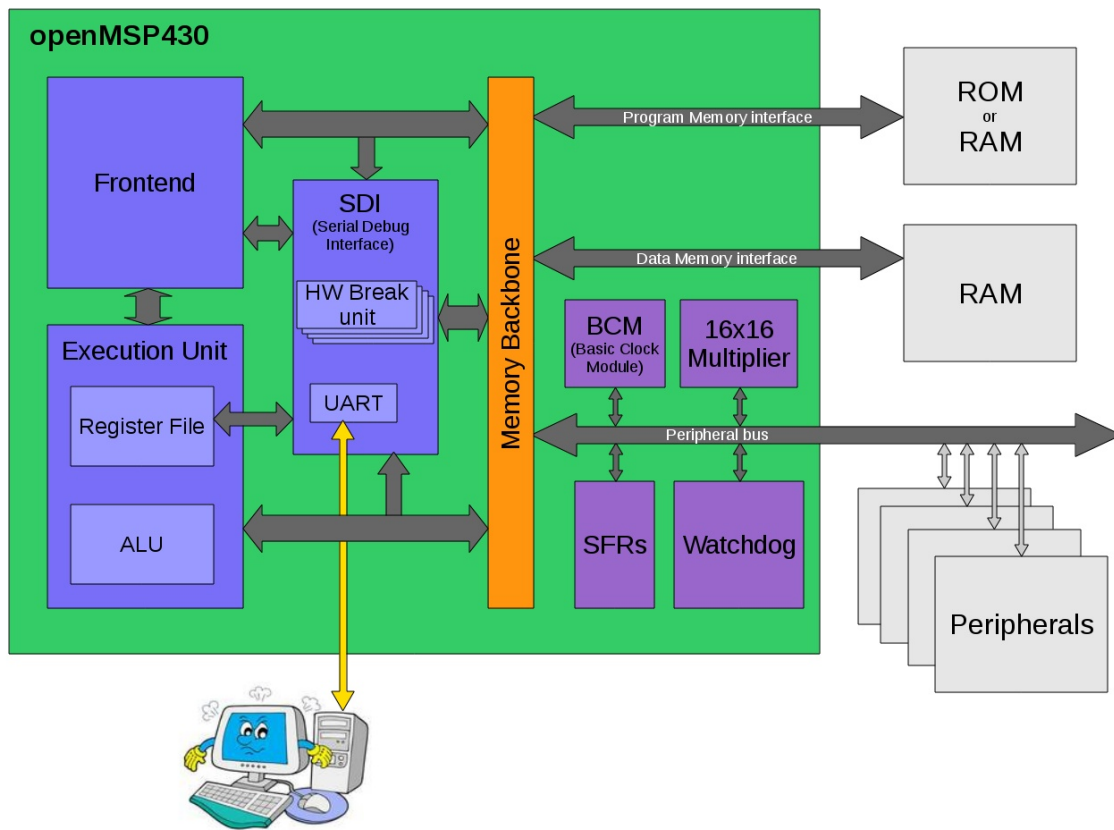 openMSP430
Frontend
SDI
(Serial Debug
Interface)
HW Break
unit
UART
Execution Unit
Register File
ALU
Memory Backbone
Program Memory interface
Data Memory interface
BCM
(Basic Clock
Module)
16x16
Multiplier
Peripheral bus
SFRs
Watchdog
ROM
or
RAM
RAM
Peripherals